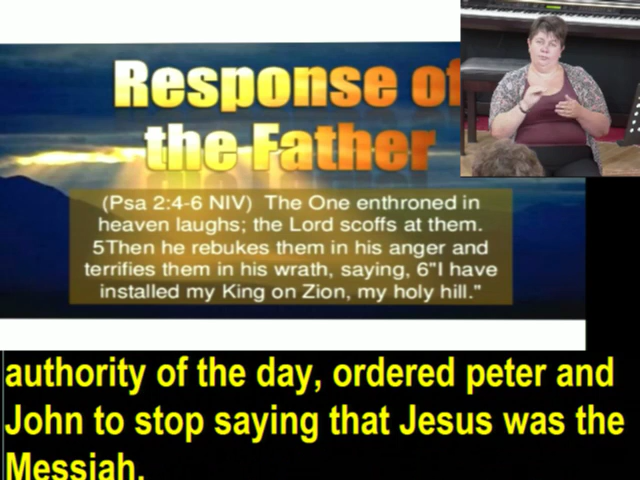 Response of
the Father
(Psa 2:4-6 NIV) The One enthroned in
heaven laughs; the Lord scoffs at them.
5Then he rebukes them in his anger and
terrifies them in his wrath, saying, 6"I have
installed my King on Zion, my holy hill."
authority of the day, ordered peter and
John to stop saying that Jesus was the
Messiah.